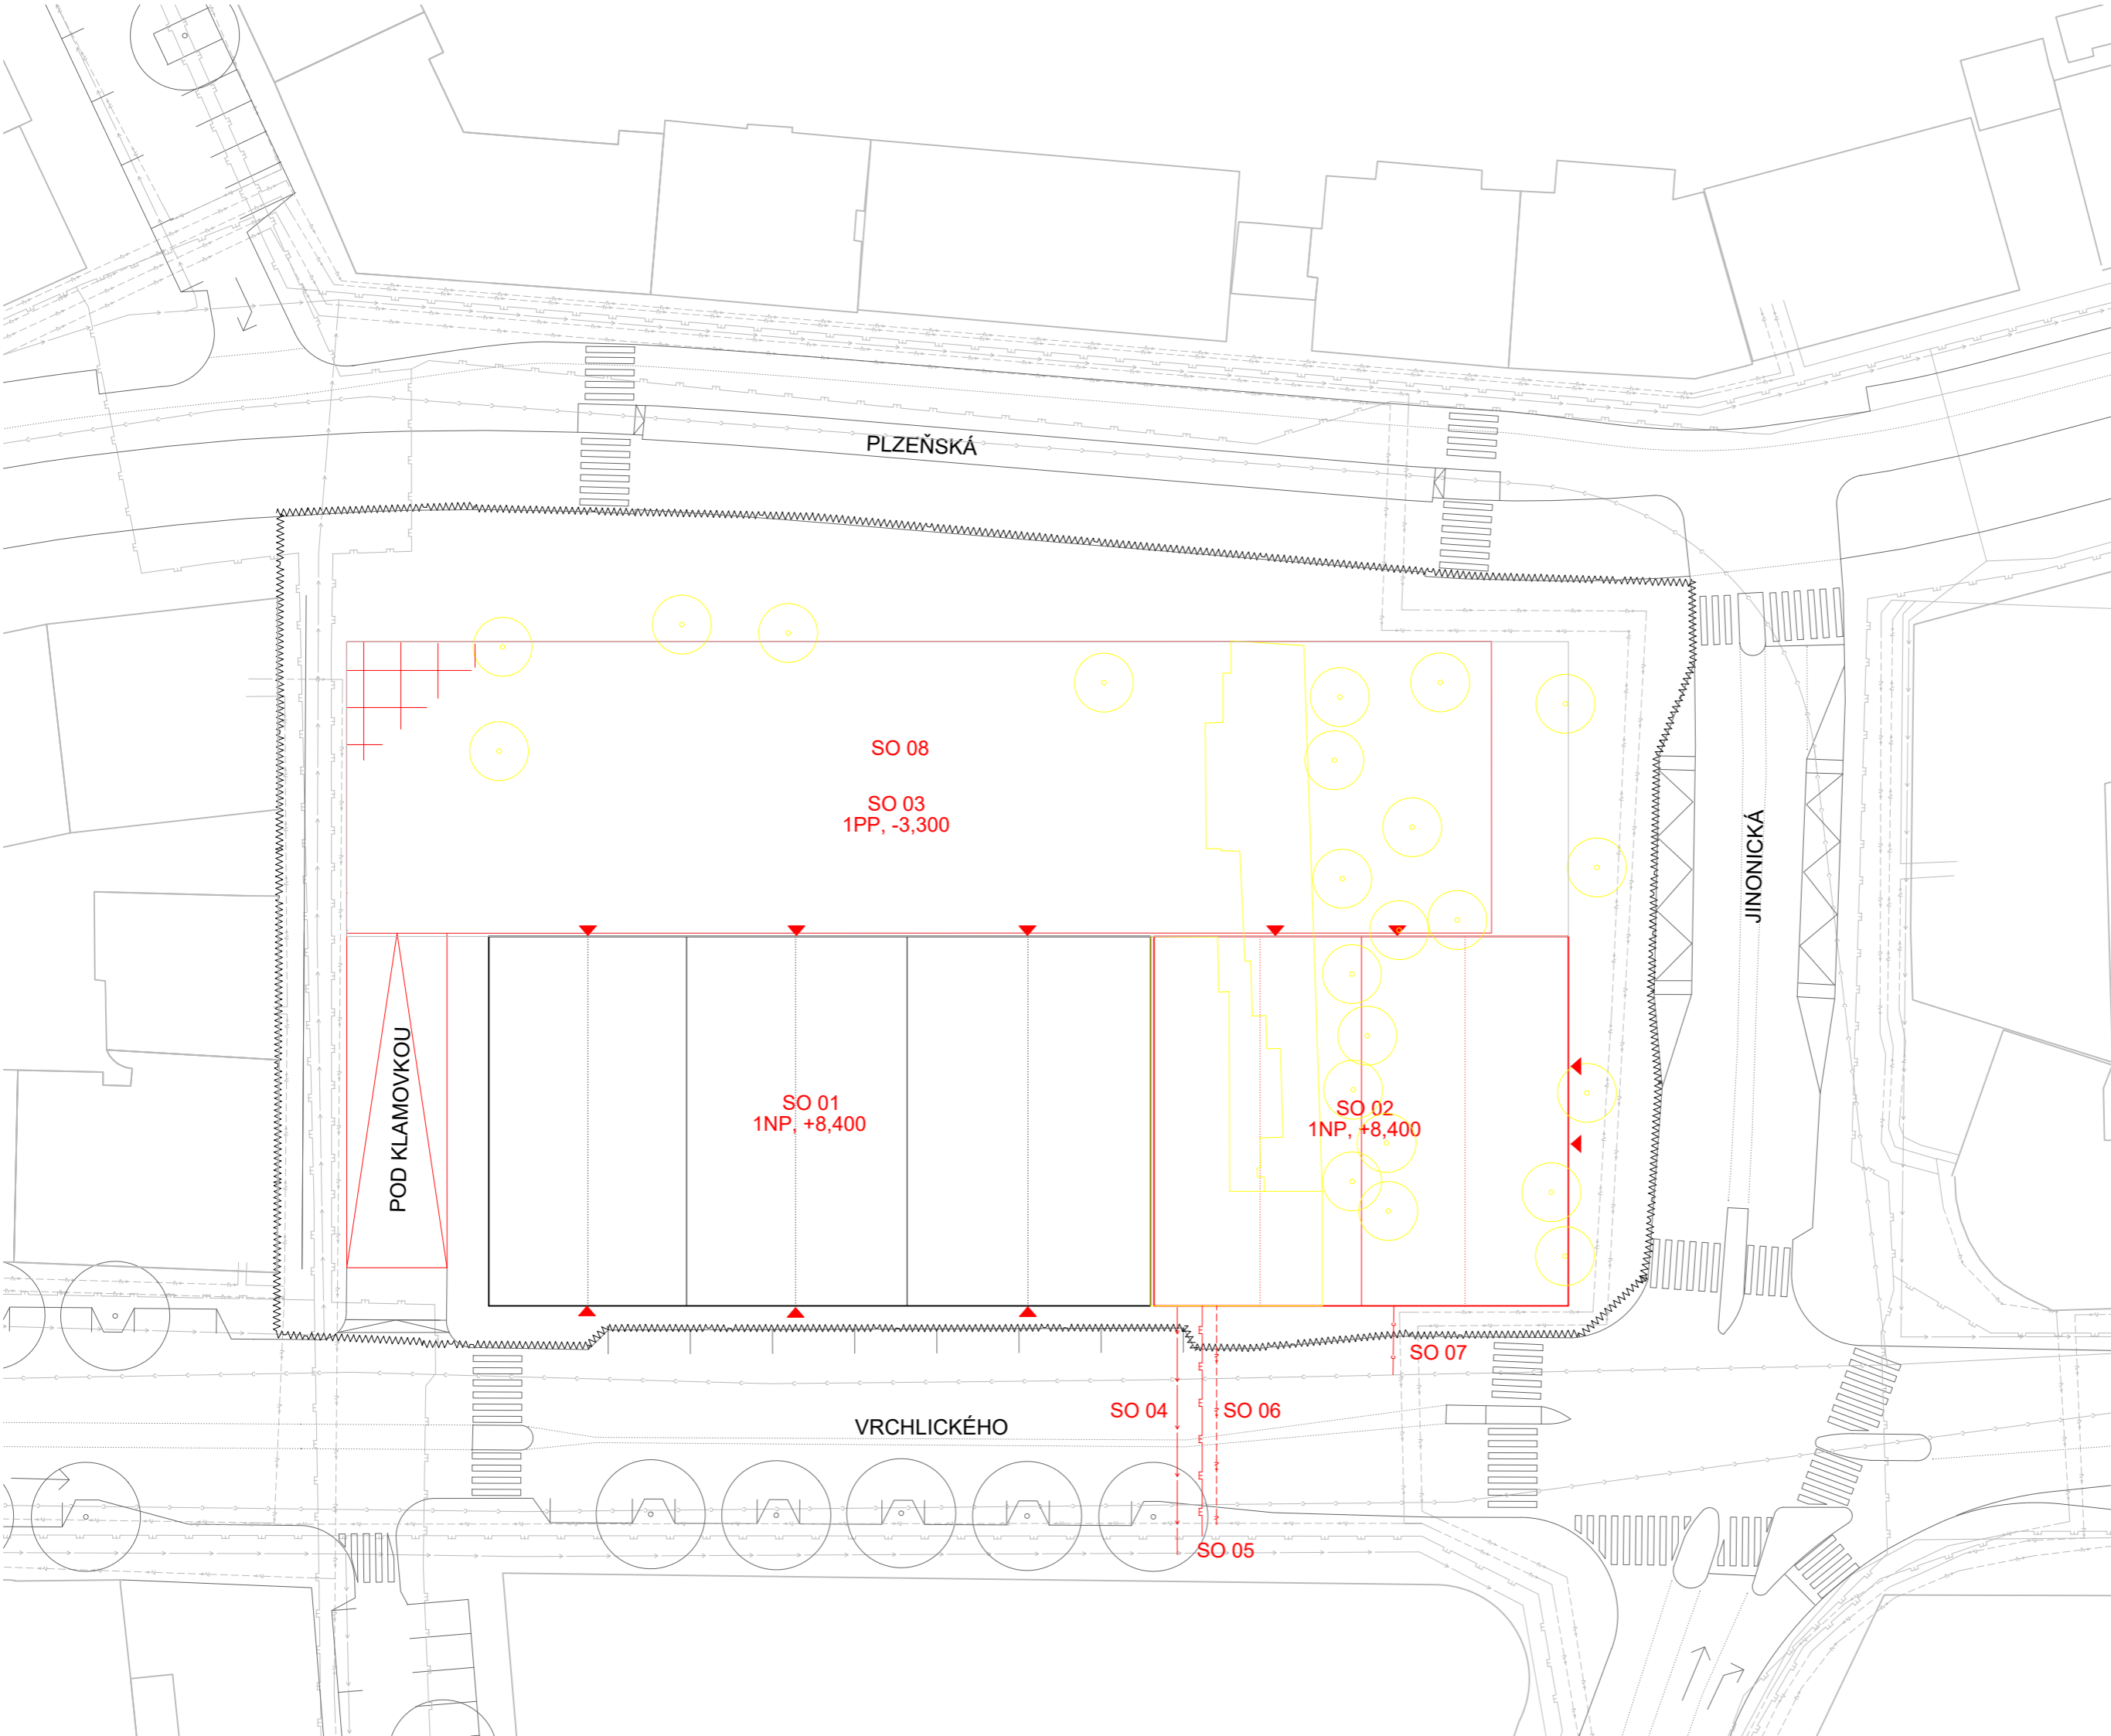 PLZEŇSKÁ
SO 08
SO 03
1PP, -3,300
JINONICKÁ
POD KLAMOVKOU
SO 01
1NP, +8,400
SO 02
1NP, +8,400
SO 07
SO 04
SO 06
VRCHLICKÉHO
SO 05